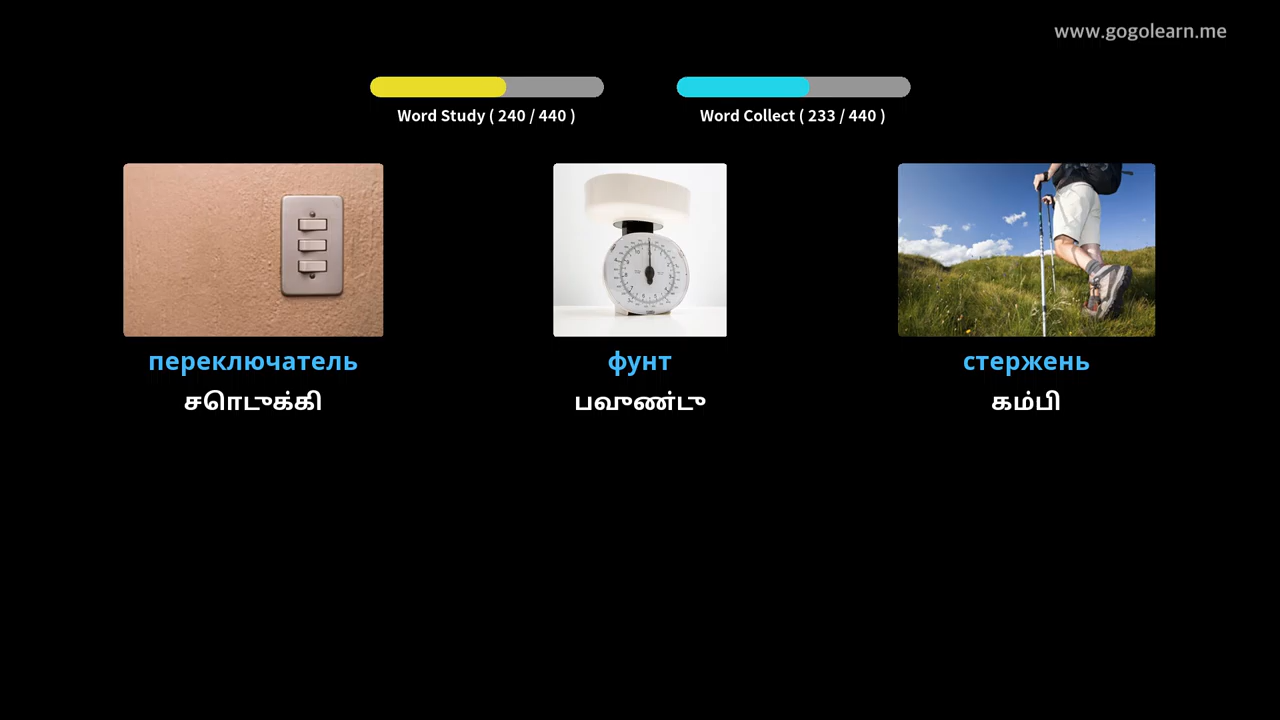 www.gogolearn.me
Word Study ( 240 / 440 )
Word Collect ( 233 / 440 )
переключатель
சொடுக்கி
фунт
பவுண்டு
стержень
கம்பி